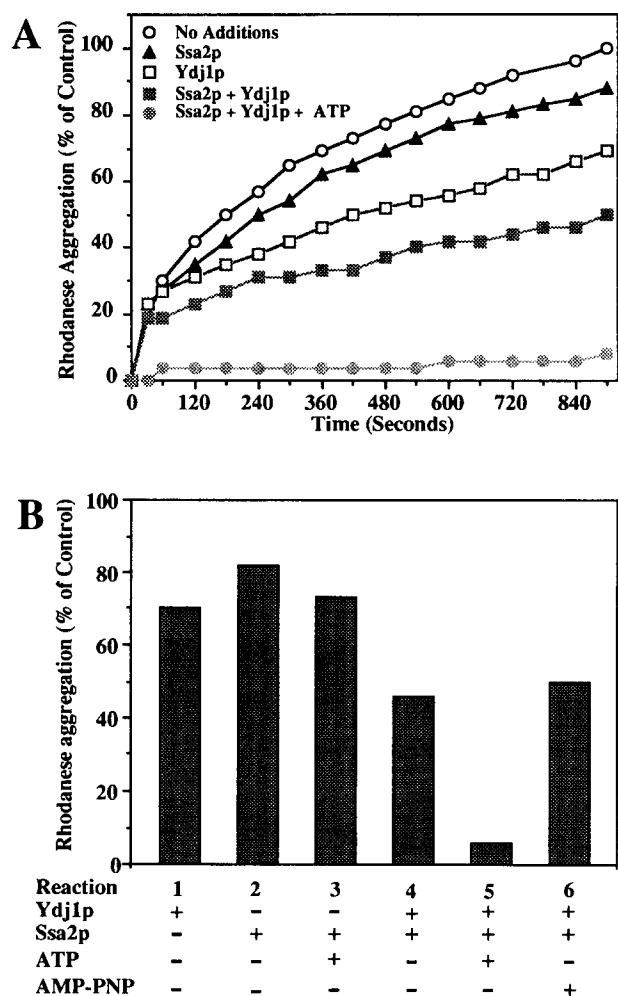 A
Rhodanese Aggregation (% of Control)
100
80
60
40
20
0
No Additions
Ssa2p
Ydj1p
Ssa2p + Ydj1p
Ssa2p + Ydj1p + ATP
0 120 240 360 480 600 720 840
Time (Seconds)
B
Rhodanese aggregation (% of Control)
100
80
60
40
20
0
Reaction 1 2 3 4 5 6
Ydj1p + – – + + +
Ssa2p – + + + + +
ATP – – + – + –
AMP-PNP – – – – – +